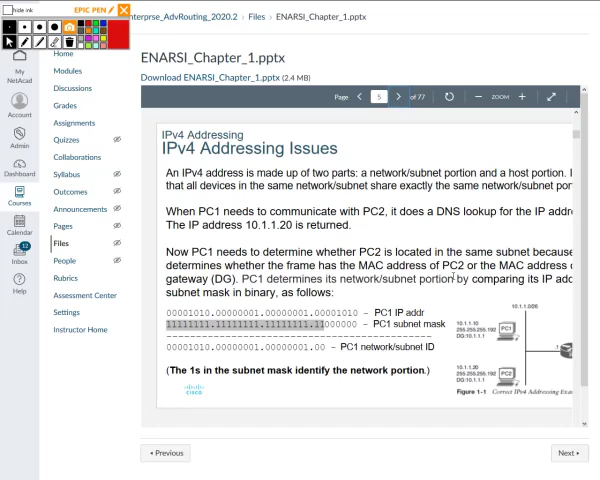 hide ink
EPIC PEN
nterprse_AdvRouting_2020.2 › Files › ENARSI_Chapter_1.pptx
My NetAcad
Account
Admin
Dashboard
Courses
Calendar
12
Inbox
Help
Home
Modules
Discussions
Grades
Assignments
Quizzes
Collaborations
Syllabus
Outcomes
Announcements
Pages
Files
People
Rubrics
Assessment Center
Settings
Instructor Home
ENARSI_Chapter_1.pptx
Download ENARSI_Chapter_1.pptx (2.4 MB)
Page 5 of 77 ZOOM
IPv4 Addressing
IPv4 Addressing Issues
An IPv4 address is made up of two parts: a network/subnet portion and a host portion. I
that all devices in the same network/subnet share exactly the same network/subnet por
When PC1 needs to communicate with PC2, it does a DNS lookup for the IP addre
The IP address 10.1.1.20 is returned.
Now PC1 needs to determine whether PC2 is located in the same subnet because
determines whether the frame has the MAC address of PC2 or the MAC address o
gateway (DG). PC1 determines its network/subnet portion by comparing its IP add
subnet mask in binary, as follows:
00001010.00000001.00000001.00001010 – PC1 IP addr
11111111.11111111.11111111.11000000 – PC1 subnet mask
-----------------------------------------------
00001010.00000001.00000001.00 – PC1 network/subnet ID
(The 1s in the subnet mask identify the network portion.)
cisco
10.1.1.0/26
10.1.1.10
255.255.255.192
DG:10.1.1.1
PC1
.1
10.1.1.20
255.255.255.192
DG:10.1.1.1
PC2
Figure 1-1 Correct IPv4 Addressing Exa
Previous
Next